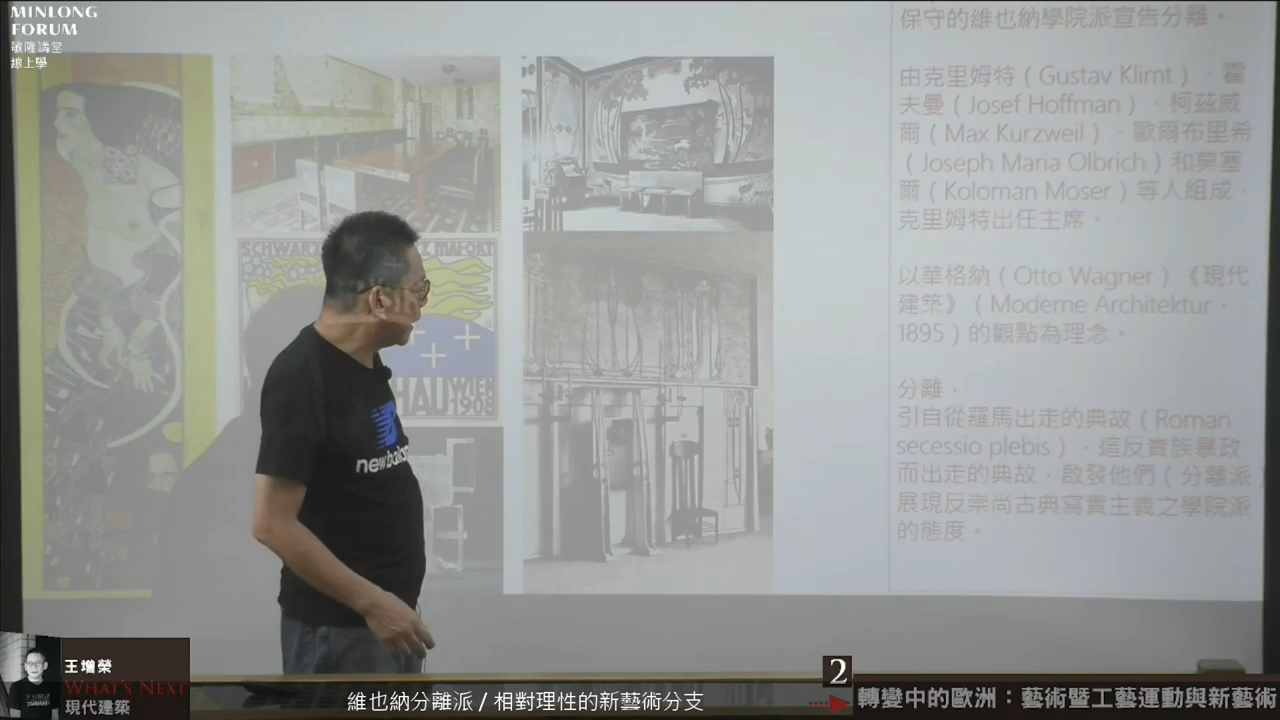 MINLONG
FORUM
敏隆講堂
線上學
保守的維也納學院派宣告分離。
由克里姆特（Gustav Klimt）、霍
夫曼（Josef Hoffman）、柯茲威
爾（Max Kurzweil）、歐爾布里希
（Joseph Maria Olbrich）和莫塞
爾（Koloman Moser）等人組成，
克里姆特出任主席。
以華格納（Otto Wagner）《現代
建築》（Moderne Architektur，
1895）的觀點為理念。
分離，
引自從羅馬出走的典故（Roman
secessio plebis），這反貴族暴政
而出走的典故，啟發他們（分離派）
展現反崇尚古典寫實主義之學院派
的態度。
SCHWARZ
MAFORT
HAU WIEN
1908
new
王增榮
WHAT'S NEXT
現代建築
維也納分離派 / 相對理性的新藝術分支
2
轉變中的歐洲：藝術暨工藝運動與新藝術